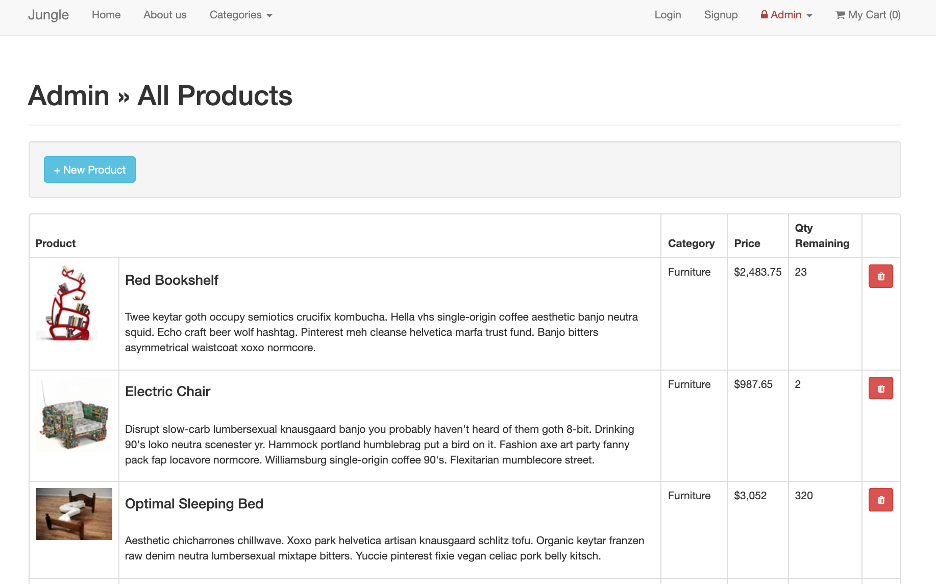 Jungle Home About us Categories Login Signup Admin My Cart (0)
Admin » All Products
+ New Product
Product Category Price Qty Remaining
Red Bookshelf
Furniture $2,483.75 23
Twee keytar goth occupy semiotics crucifix kombucha. Hella vhs single-origin coffee aesthetic banjo neutra
squid. Echo craft beer wolf hashtag. Pinterest meh cleanse helvetica marfa trust fund. Banjo bitters
asymmetrical waistcoat xoxo normcore.
Electric Chair
Furniture $987.65 2
Disrupt slow-carb lumbersexual knausgaard banjo you probably haven't heard of them goth 8-bit. Drinking
90's loko neutra scenester yr. Hammock portland humblebrag put a bird on it. Fashion axe art party fanny
pack fap locavore normcore. Williamsburg single-origin coffee 90's. Flexitarian mumblecore street.
Optimal Sleeping Bed
Furniture $3,052 320
Aesthetic chicharrones chillwave. Xoxo park helvetica artisan knausgaard schlitz tofu. Organic keytar franzen
raw denim neutra lumbersexual mixtape bitters. Yuccie pinterest fixie vegan celiac pork belly kitsch.